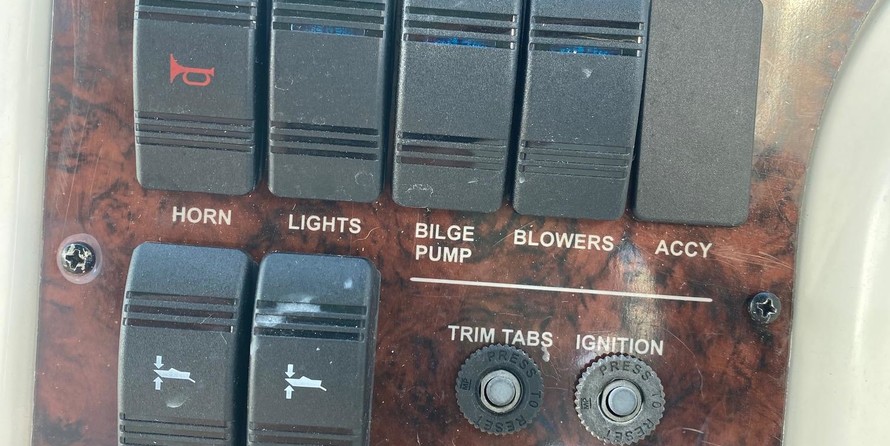 HORN
LIGHTS
BILGE
PUMP
BLOWERS
ACCY
TRIM TABS
IGNITION
PRESS
TO RESET
PRESS
TO RESET